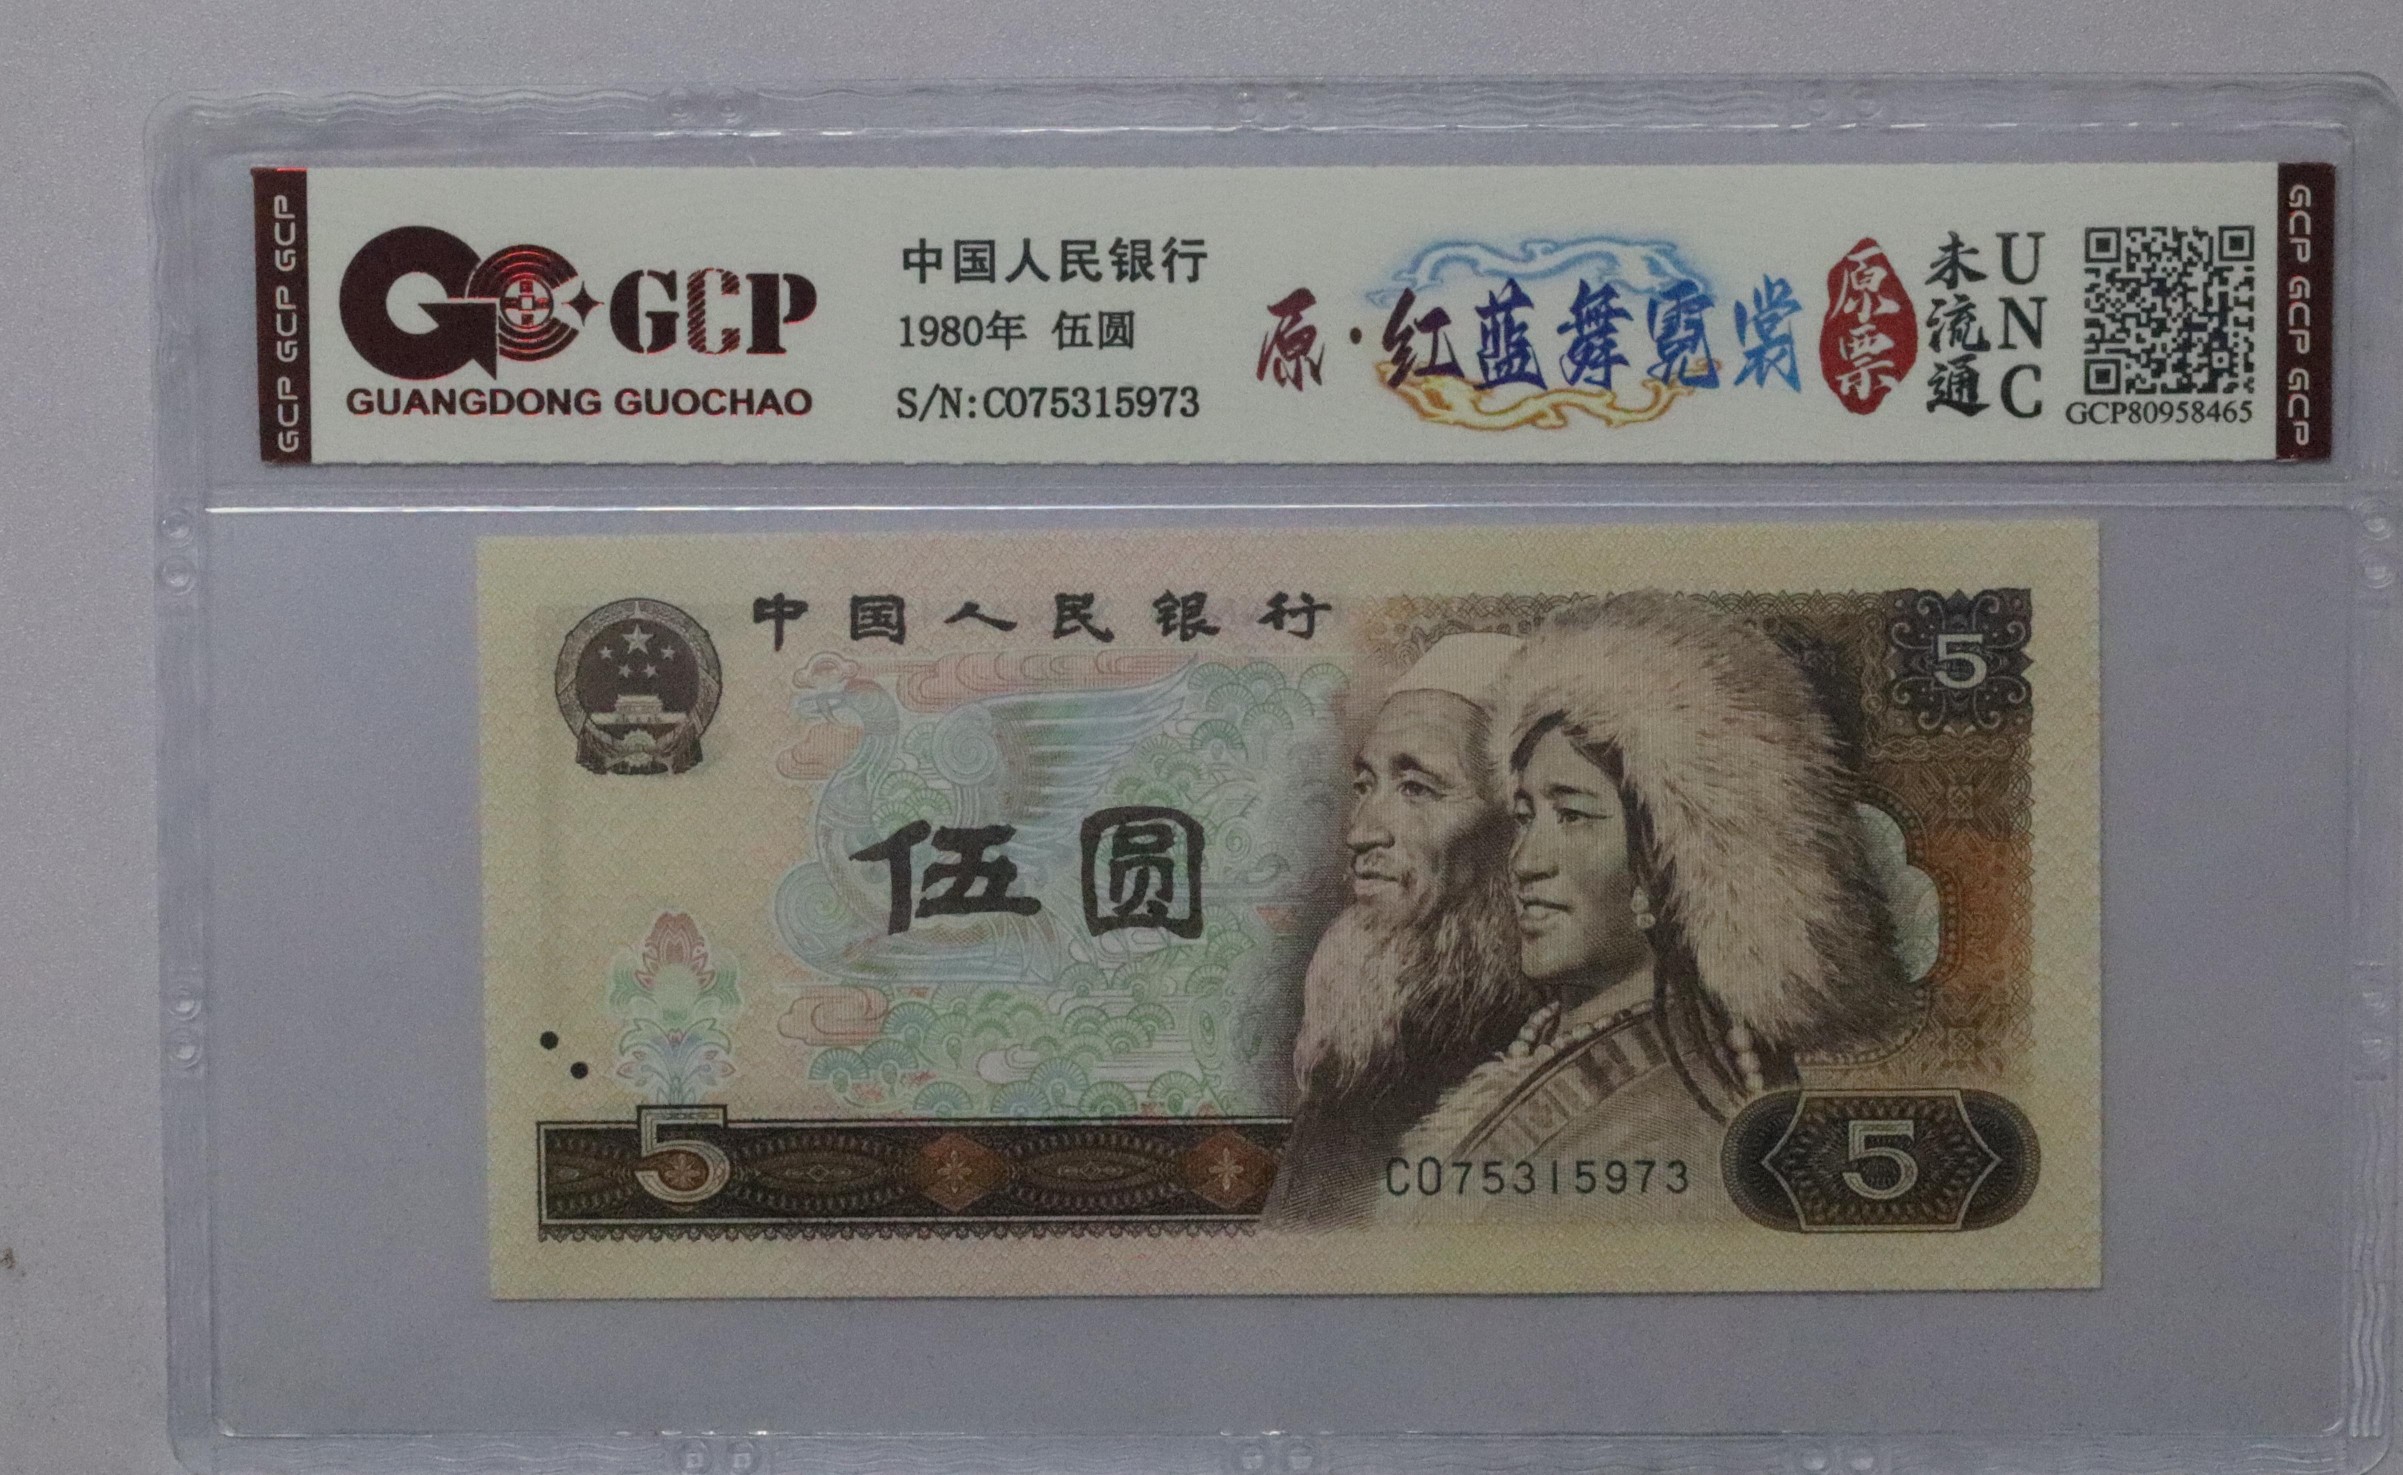 GCP GCP GCP
GCP
GUANGDONG GUOCHAO
中国人民银行
1980年 伍圆
S/N:C075315973
原·红蓝舞霓裳
原票
未流通
UNC
GCP80958465
GCP GCP GCP
中国人民银行
5
伍圆
5
CO75315973
5